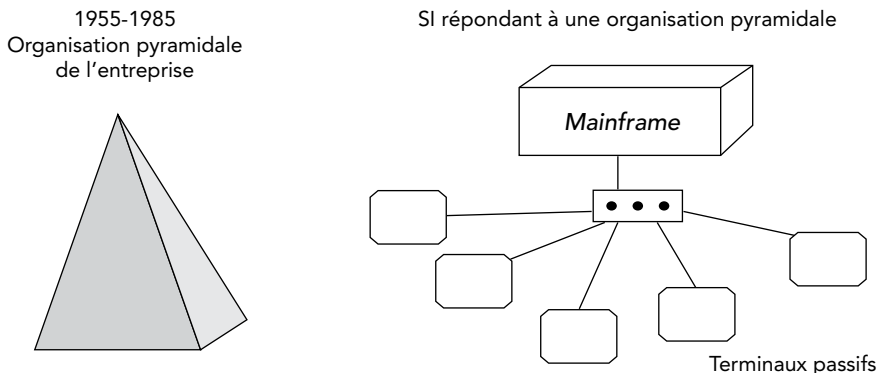 1955-1985
Organisation pyramidale
de l’entreprise
SI répondant à une organisation pyramidale
Mainframe
Terminaux passifs